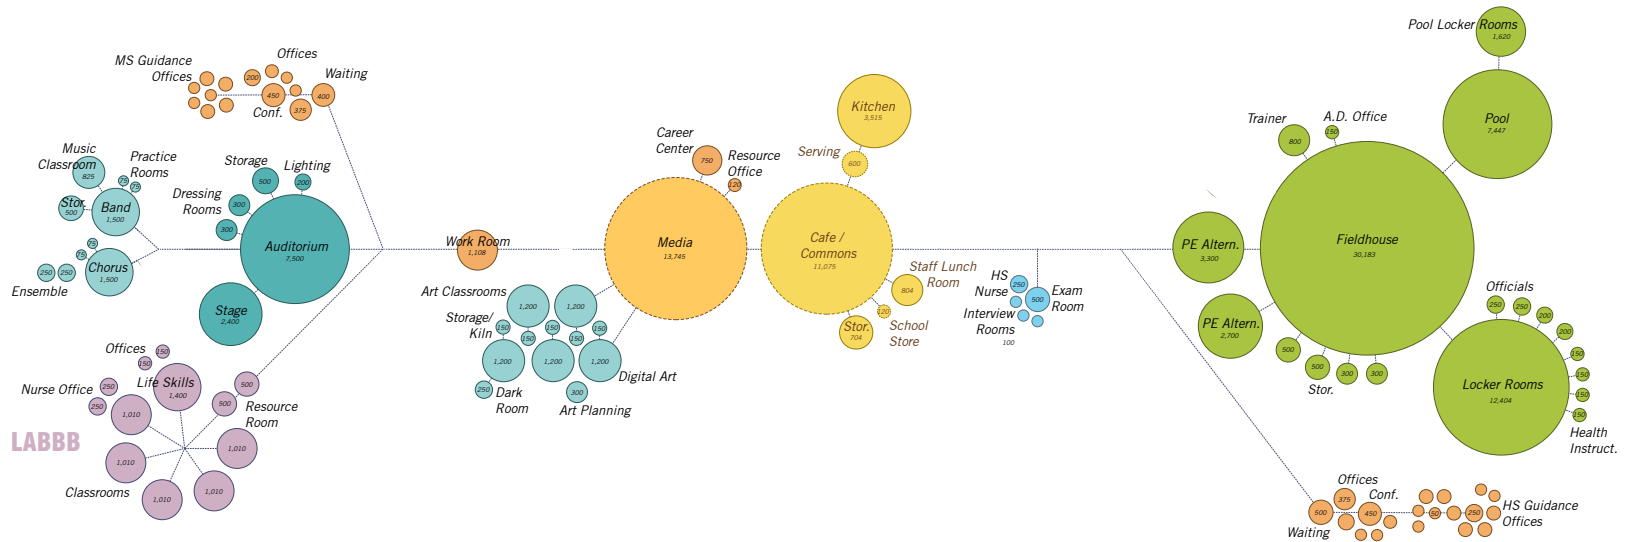 MS Guidance
Offices
Offices
200
Waiting
450
400
Conf.
375
Music
Classroom
825
Practice
Rooms
75
75
Stor.
500
Band
1,500
75
75
Chorus
1,500
250
250
Ensemble
Storage
500
Lighting
200
Dressing
Rooms
300
300
Auditorium
7,500
Stage
2,400
Offices
150
150
Nurse Office
250
250
Life Skills
1,400
500
500
Resource
Room
1,010
1,010
1,010
1,010
1,010
Classrooms
LABBB
Work Room
1,108
Art Classrooms
1,200
1,200
Storage/
Kiln
150
150
150
150
150
1,200
1,200
1,200
Digital Art
250
Dark
Room
300
Art Planning
Career
Center
750
Resource
Office
120
Media
13,745
Kitchen
3,515
Serving
600
Cafe /
Commons
11,075
Staff Lunch
Room
804
120
School
Store
Stor.
704
HS
Nurse
250
500
Exam
Room
Interview
Rooms
100
Pool Locker Rooms
1,620
Pool
7,447
Trainer
800
A.D. Office
150
PE Altern.
3,300
Fieldhouse
30,183
PE Altern.
2,700
500
500
300
300
Stor.
Officials
250
250
200
200
150
150
150
150
Locker Rooms
12,404
Health
Instruct.
Offices
375
Conf.
500
450
Waiting
50
250
HS Guidance
Offices